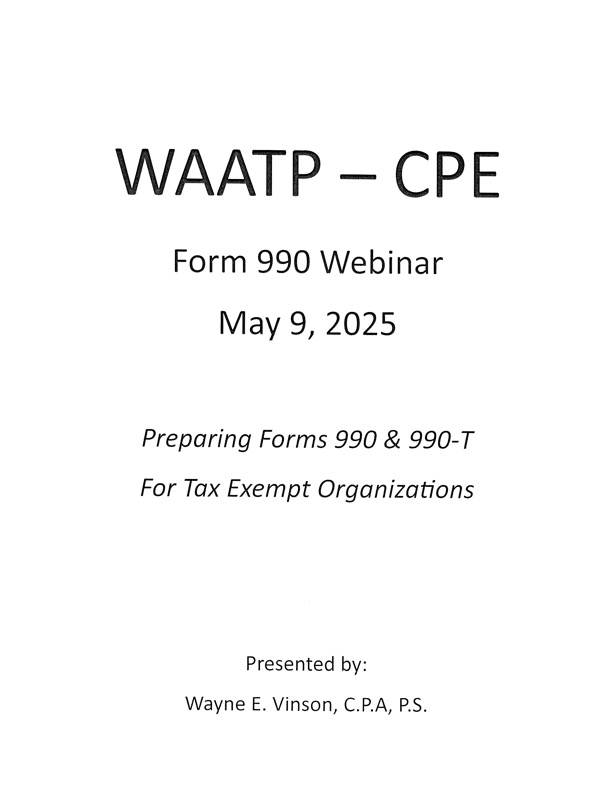 WAATP – CPE
Form 990 Webinar
May 9, 2025
Preparing Forms 990 & 990-T
For Tax Exempt Organizations
Presented by:
Wayne E. Vinson, C.P.A, P.S.